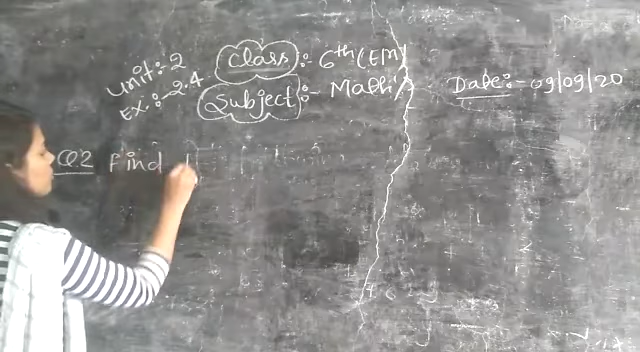 Unit:- 2
Ex.:- 2.4
Class:- 6th (EM)
Subject:- Maths
Date:- 09/09/20
Q2 Find